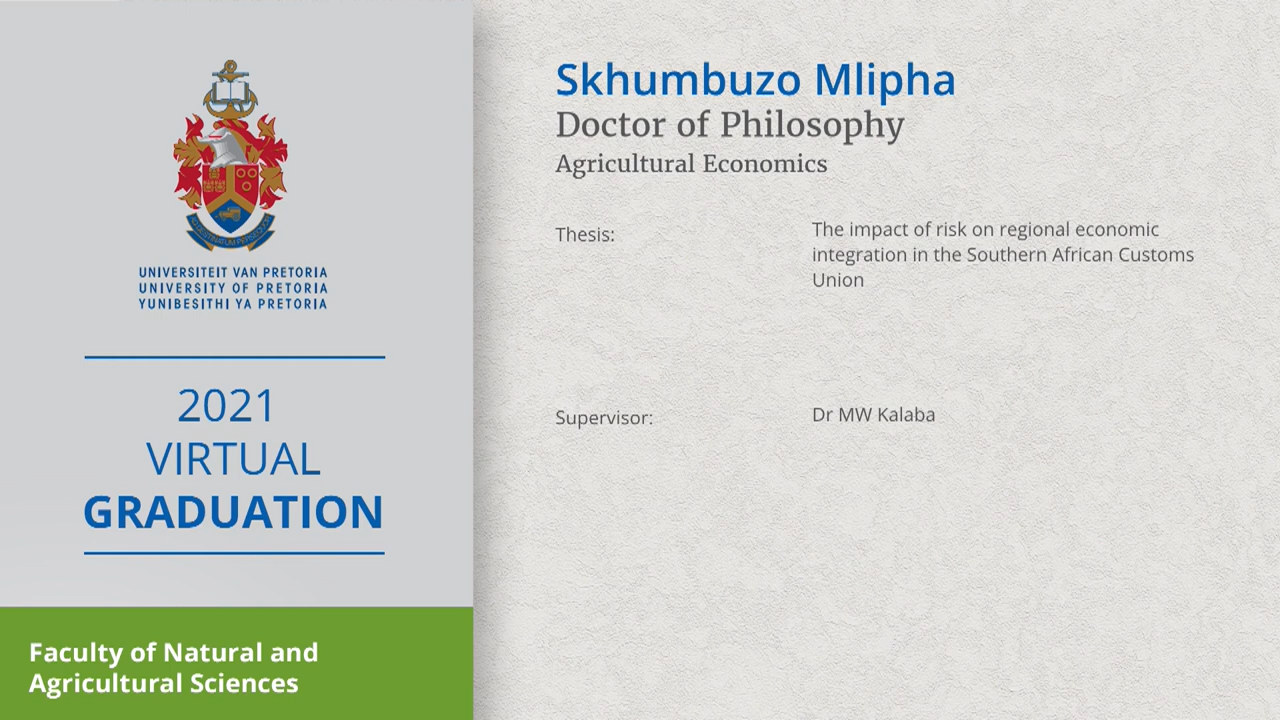 UNIVERSITEIT VAN PRETORIA
UNIVERSITY OF PRETORIA
YUNIBESITHI YA PRETORIA
2021
VIRTUAL
GRADUATION
Faculty of Natural and
Agricultural Sciences
Skhumbuzo Mlipha
Doctor of Philosophy
Agricultural Economics
Thesis:
The impact of risk on regional economic
integration in the Southern African Customs
Union
Supervisor:
Dr MW Kalaba